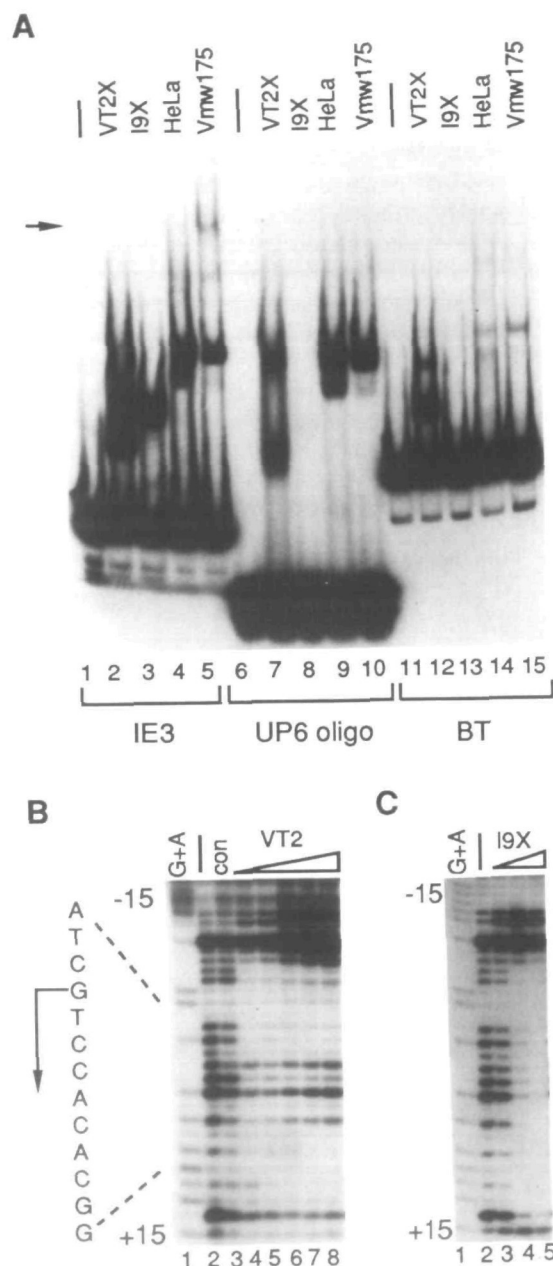 A
VT2X
I9X
HeLa
Vmw175
VT2X
I9X
HeLa
Vmw175
VT2X
I9X
HeLa
Vmw175
1 2 3 4 5 6 7 8 9 10 11 12 13 14 15
IE3 UP6 oligo BT
B
G+A
con
VT2
-15
A
T
C
G
T
C
C
A
C
A
C
G
G
+15
1 2 3 4 5 6 7 8
C
G+A
I9X
-15
+15
1 2 3 4 5